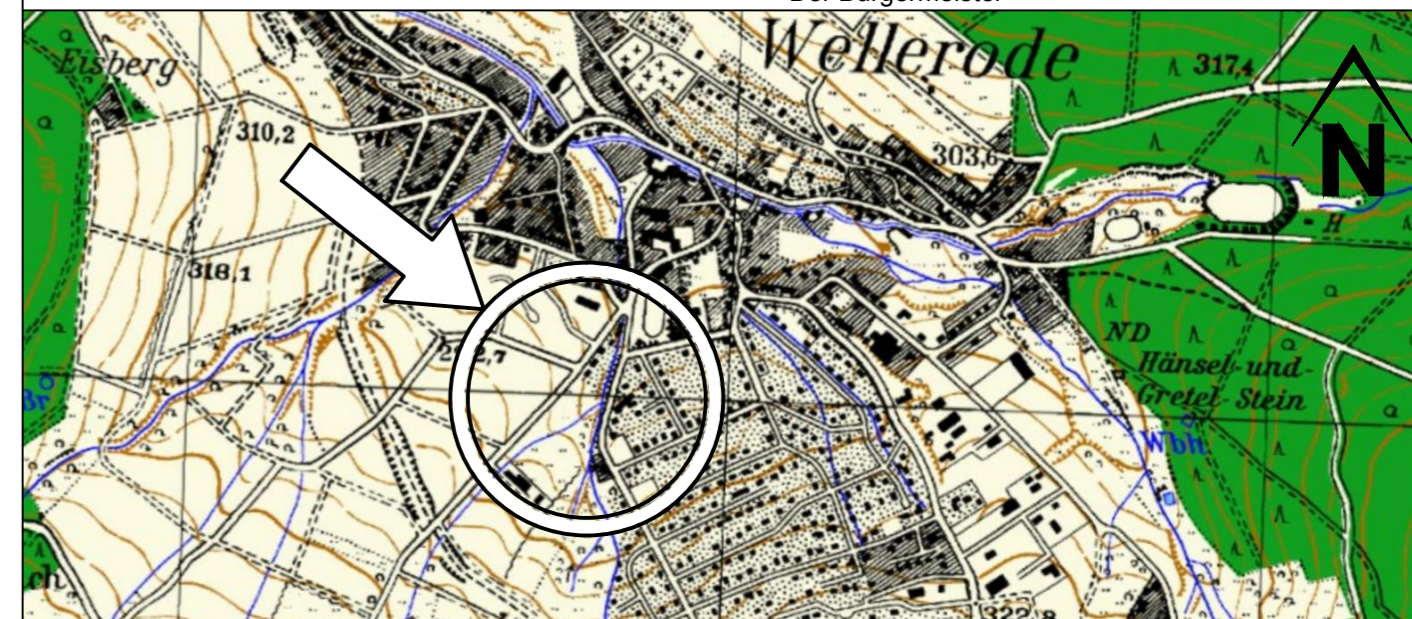 Der Bürgermeister
Wellerode
Eisberg
317,4
310,2
303,6
N
318,1
H
ND
Hänsel- und-
Gretel-Stein
Br
Wbh
ch
322,8